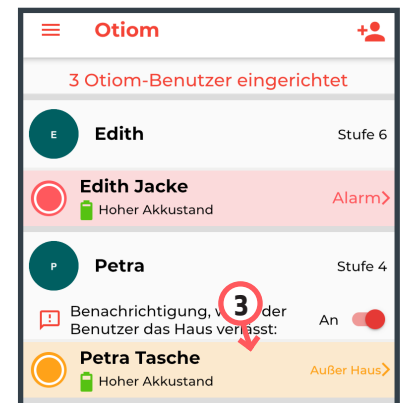 Otiom
3 Otiom-Benutzer eingerichtet
E
Edith
Stufe 6
Edith Jacke
Hoher Akkustand
Alarm
P
Petra
Stufe 4
Benachrichtigung, der
Benutzer das Haus verlässt:
An
3
Petra Tasche
Hoher Akkustand
Außer Haus